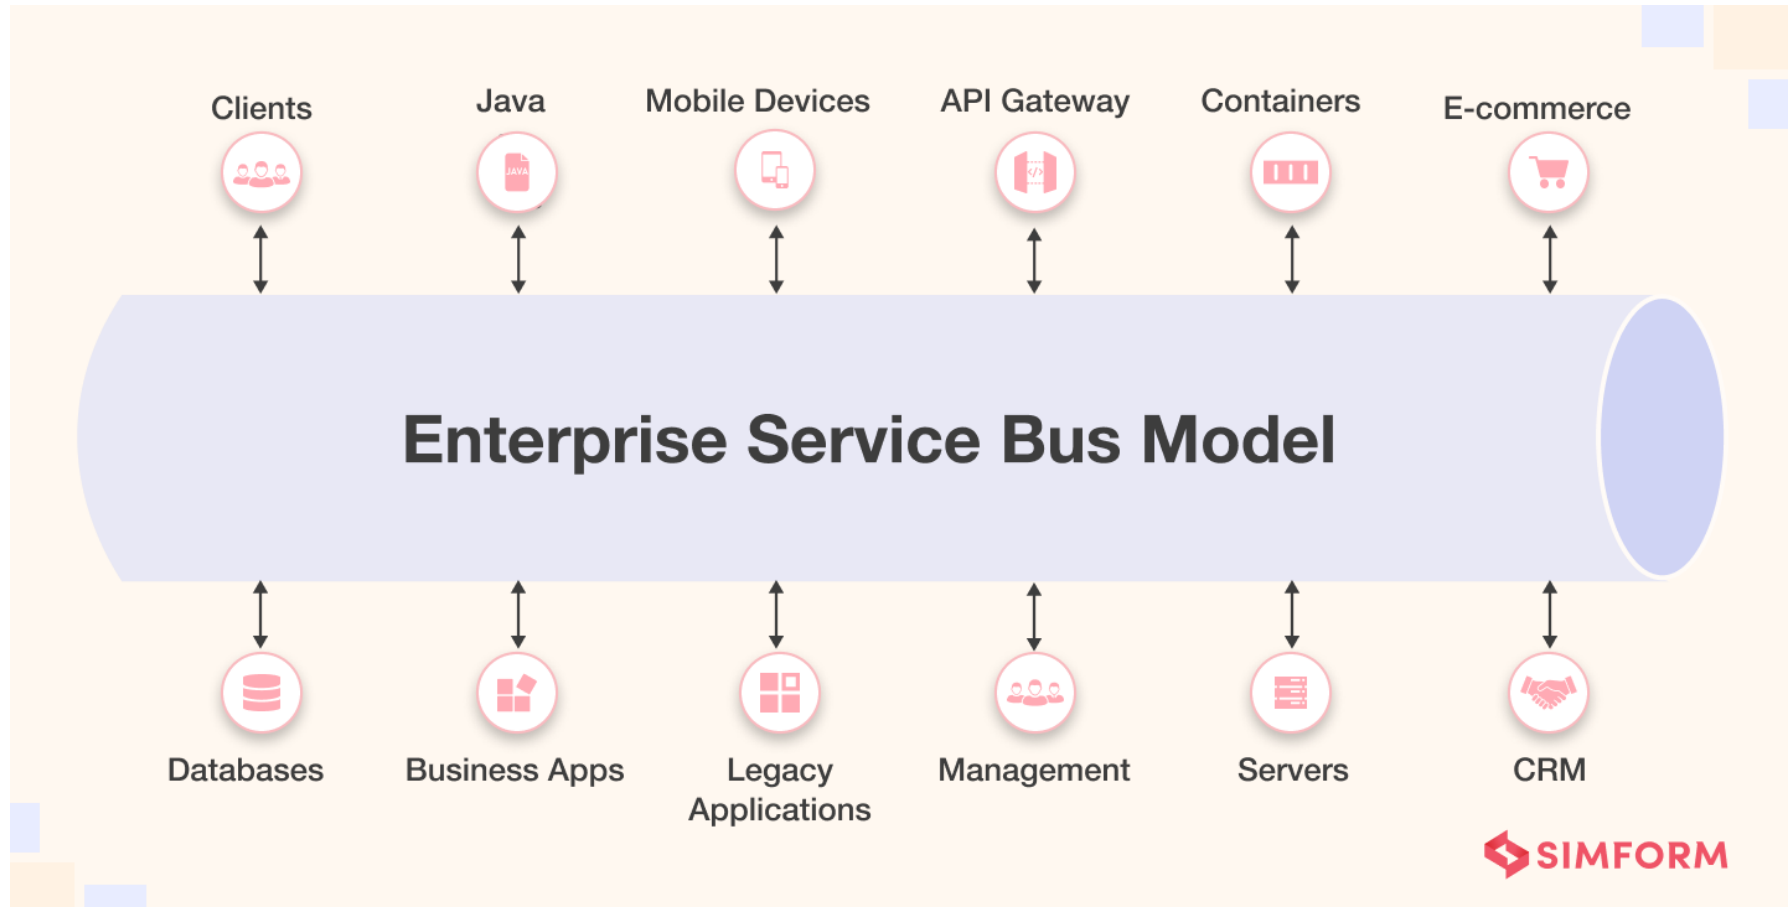 Clients
Java
Mobile Devices
API Gateway
Containers
E-commerce
JAVA
</>
Enterprise Service Bus Model
Databases
Business Apps
Legacy
Applications
Management
Servers
CRM
SIMFORM